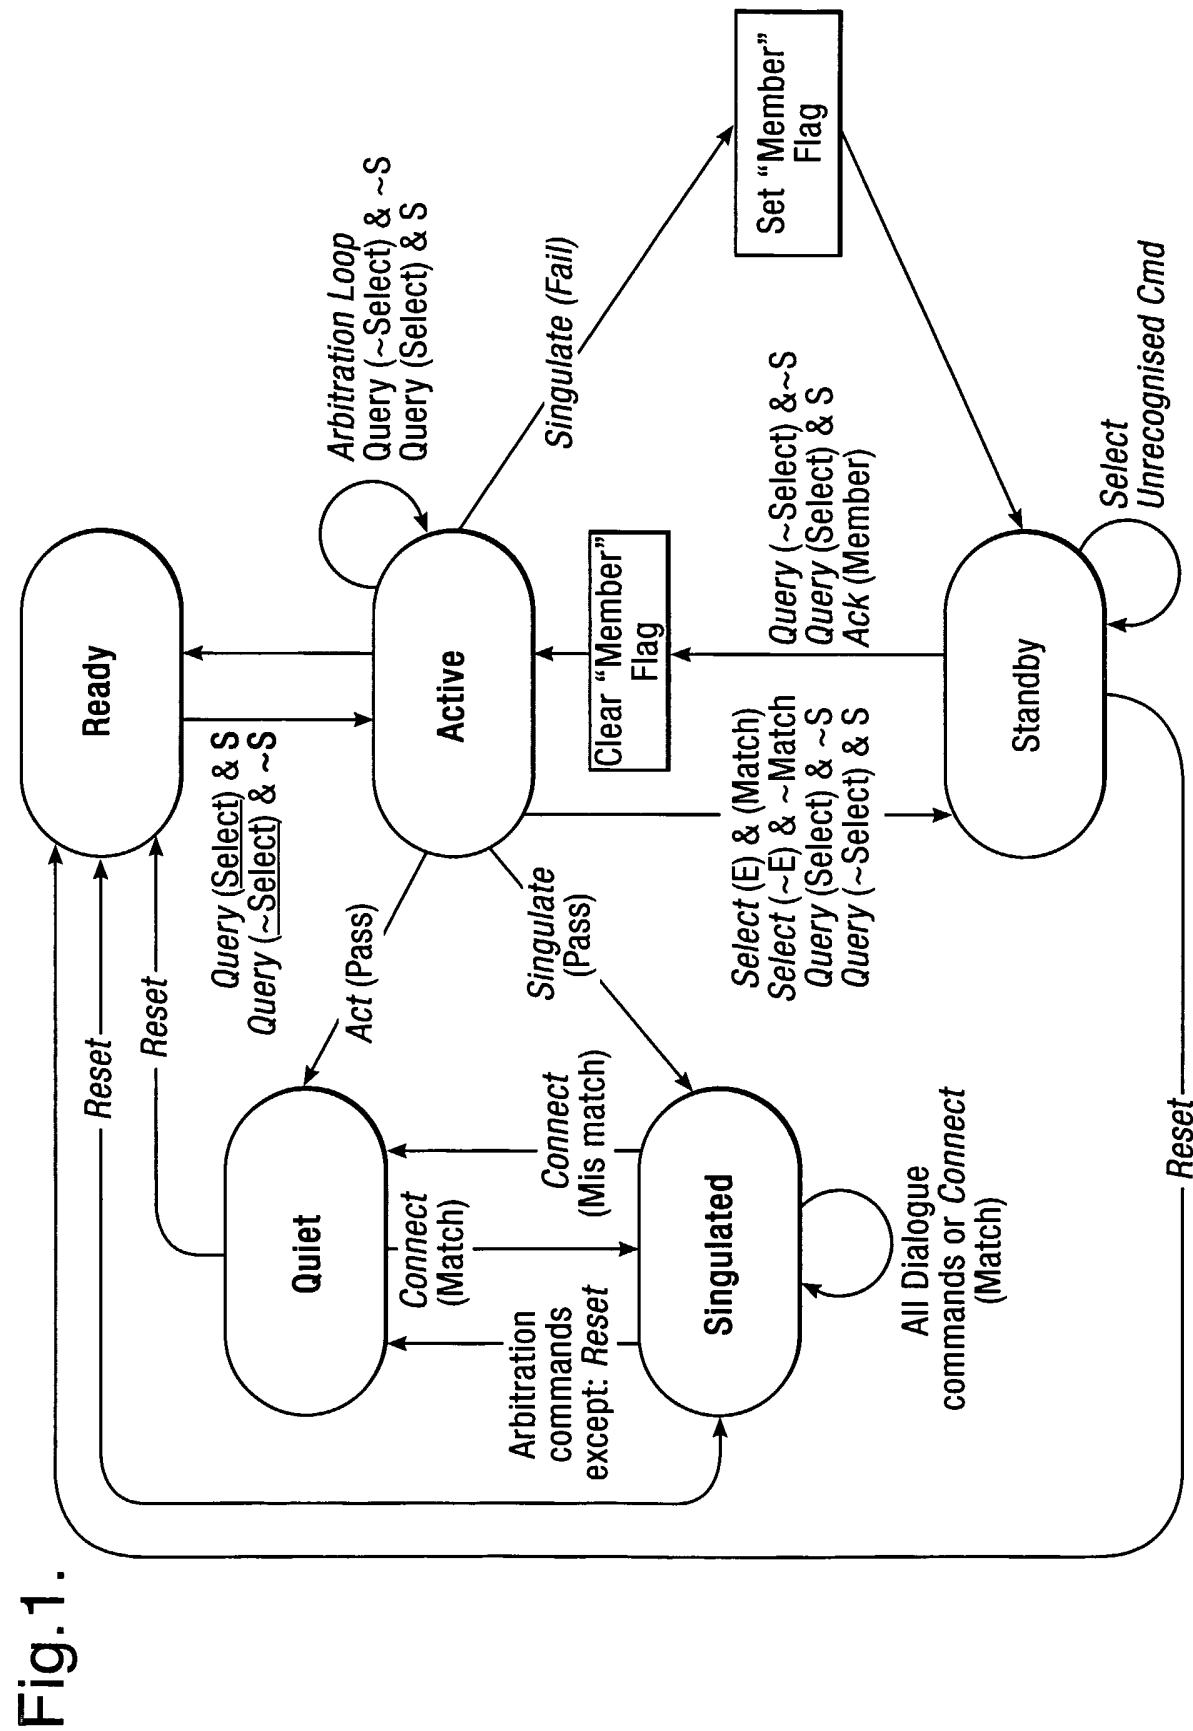 Fig.1.
Ready
Reset
Reset
Query (Select) & S
Query (~Select) & ~S
Arbitration Loop
Query (~Select) & ~S
Query (Select) & S
Active
Act (Pass)
Singulate
(Pass)
Singulate (Fail)
Quiet
Connect
(Match)
Connect
(Mis match)
Arbitration
commands
except: Reset
Clear “Member”
Flag
Set “Member”
Flag
Singulated
Select (E) & (Match)
Select (~E) & ~Match
Query (Select) & ~S
Query (~Select) & S
Query (~Select) &~S
Query (Select) & S
Ack (Member)
All Dialogue
commands or Connect
(Match)
Standby
Select
Unrecognised Cmd
Reset